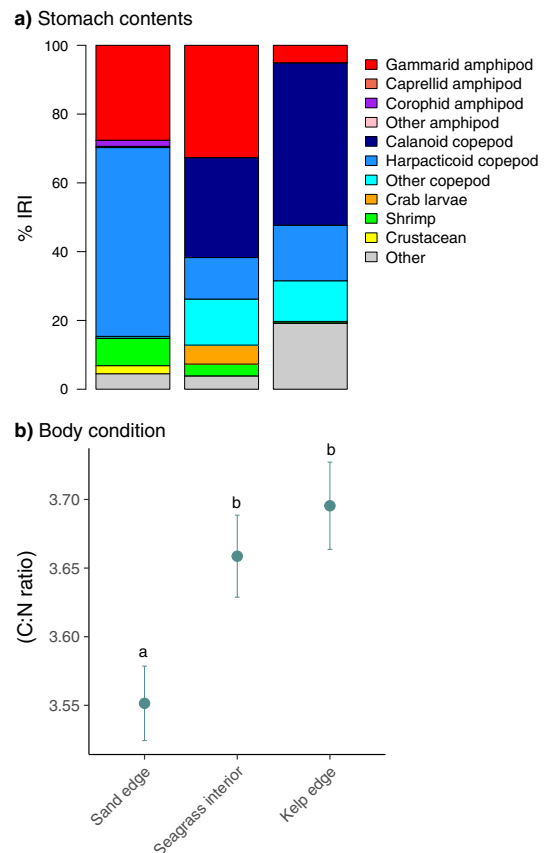 a) Stomach contents
% IRI
100
80
60
40
20
0
Gammarid amphipod
Caprellid amphipod
Corophid amphipod
Other amphipod
Calanoid copepod
Harpacticoid copepod
Other copepod
Crab larvae
Shrimp
Crustacean
Other
b) Body condition
(C:N ratio)
3.70
3.65
3.60
3.55
a
b
b
Sand edge
Seagrass interior
Kelp edge